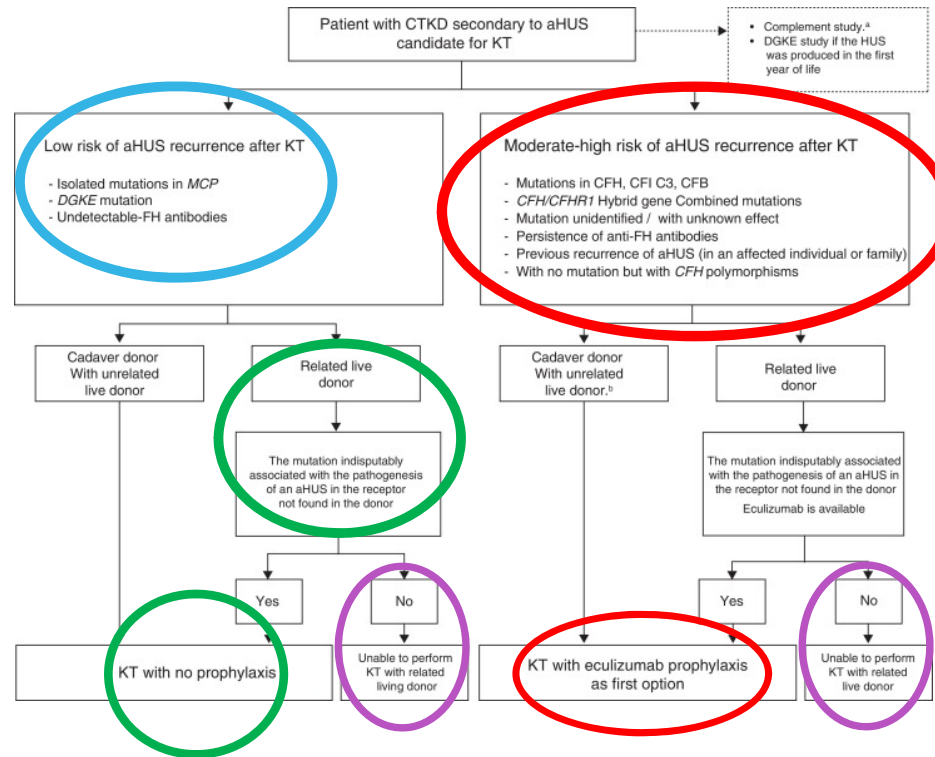 Patient with CTKD secondary to aHUS
candidate for KT
• Complement study.a
• DGKE study if the HUS
was produced in the first
year of life
Low risk of aHUS recurrence after KT
- Isolated mutations in MCP
- DGKE mutation
- Undetectable-FH antibodies
Moderate-high risk of aHUS recurrence after KT
- Mutations in CFH, CFI C3, CFB
- CFH/CFHR1 Hybrid gene Combined mutations
- Mutation unidentified / with unknown effect
- Persistence of anti-FH antibodies
- Previous recurrence of aHUS (in an affected individual or family)
- With no mutation but with CFH polymorphisms
Cadaver donor
With unrelated
live donor
Related live
donor
Cadaver donor
With unrelated
live donor.b
Related live
donor
The mutation indisputably
associated with the pathogenesis
of an aHUS in the receptor
not found in the donor
The mutation indisputably associated
with the pathogenesis of an aHUS in
the receptor not found in the donor
Eculizumab is available
Yes
No
Yes
No
KT with no prophylaxis
Unable to perform
KT with related
living donor
KT with eculizumab prophylaxis
as first option
Unable to perform
KT with related
live donor